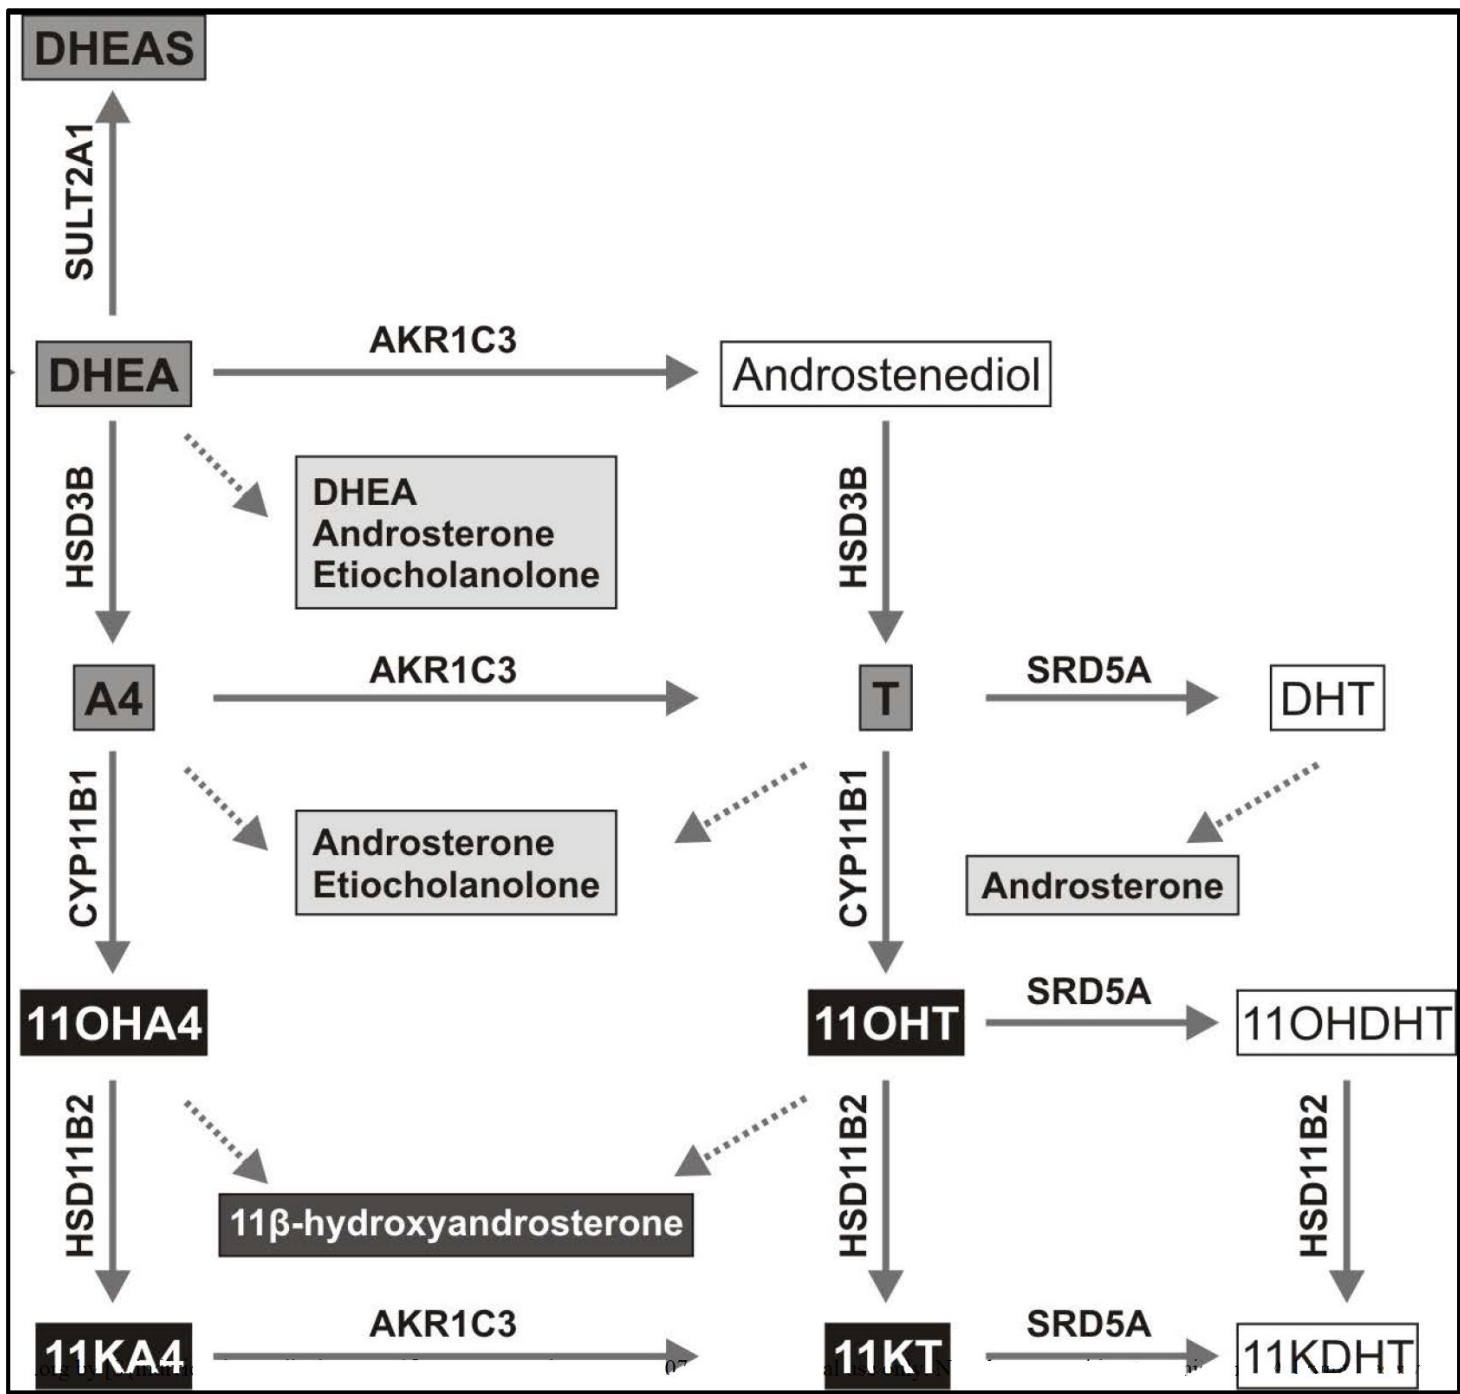 DHEAS
SULT2A1
AKR1C3
DHEA
Androstenediol
HSD3B
DHEA
Androsterone
Etiocholanolone
HSD3B
AKR1C3
SRD5A
A4
T
DHT
CYP11B1
Androsterone
Etiocholanolone
CYP11B1
Androsterone
SRD5A
11OHA4
11OHT
11OHDHT
HSD11B2
11β-hydroxyandrosterone
HSD11B2
HSD11B2
AKR1C3
SRD5A
11KA4
11KT
11KDHT